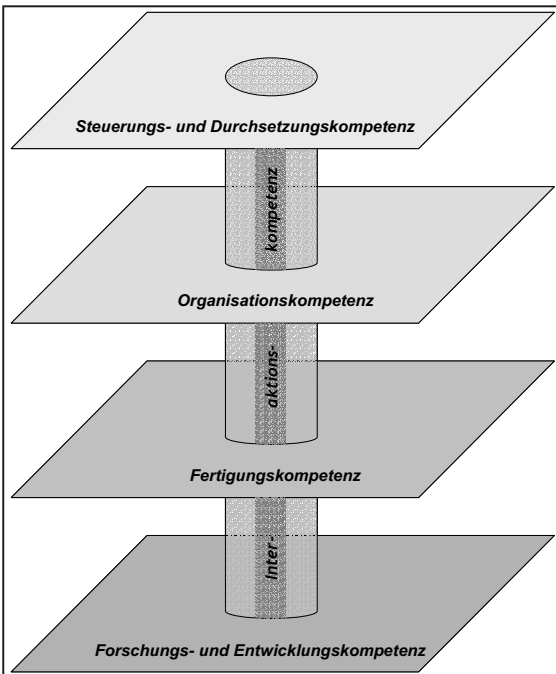 Steuerungs- und Durchsetzungskompetenz
kompetenz
Organisationskompetenz
aktions-
Fertigungskompetenz
Inter-
Forschungs- und Entwicklungskompetenz